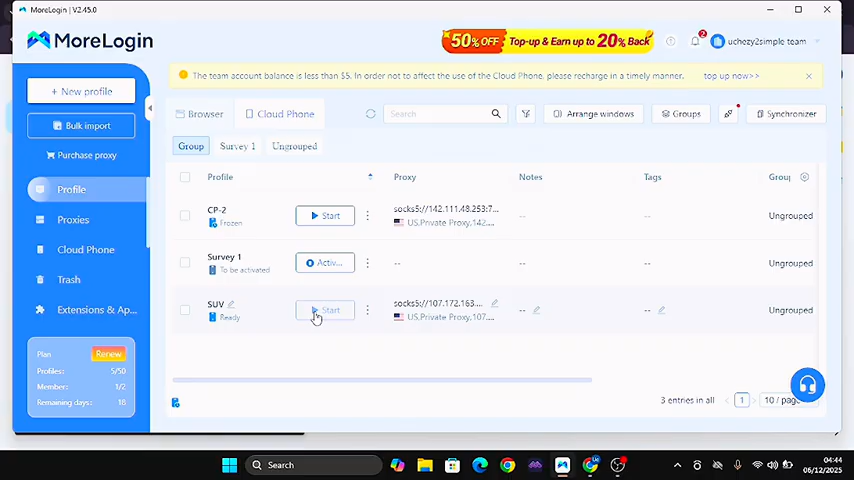 MoreLogin | V2.45.0
MoreLogin
50% OFF Top-up & Earn up to 20% Back
2
uchezy2simple team
+ New profile
Bulk import
Purchase proxy
Profile
Proxies
Cloud Phone
Trash
Extensions & Ap...
Plan
Renew
Profiles:
5/50
Member:
1/2
Remaining days:
18
The team account balance is less than $5. In order not to affect the use of the Cloud Phone, please recharge in a timely manner.
top up now>>
Browser
Cloud Phone
Search
Arrange windows
Groups
Synchronizer
Group
Survey 1
Ungrouped
Profile
Proxy
Notes
Tags
Group
CP-2
Frozen
Start
socks5://142.111.48.253:7...
US,Private Proxy,142....
--
--
Ungrouped
Survey 1
To be activated
Activ...
--
--
--
Ungrouped
SUV
Ready
Start
socks5://107.172.163....
US,Private Proxy,107....
--
--
Ungrouped
3 entries in all
1
10 / page
Search
04:44
06/12/2025